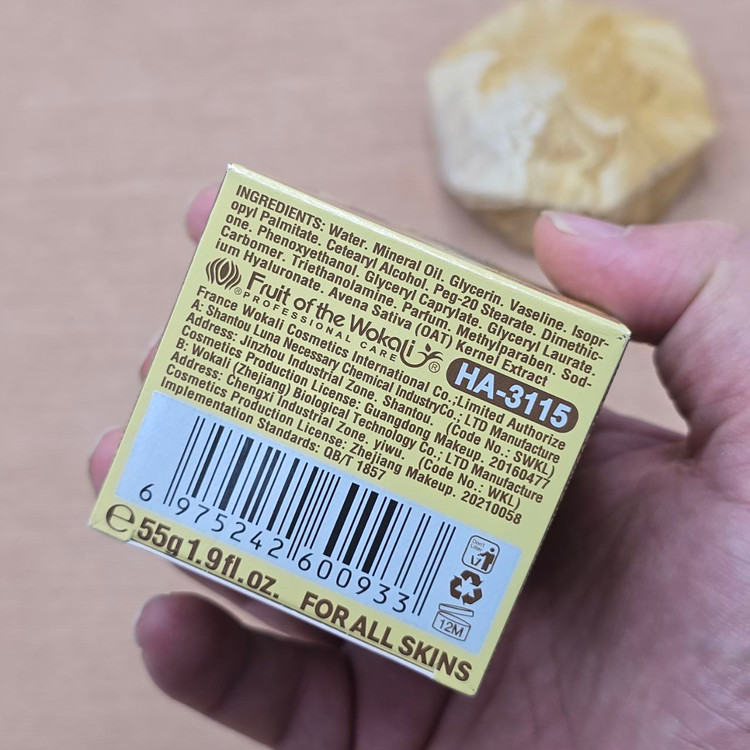 INGREDIENTS: Water. Mineral Oil. Glycerin. Vaseline. Isopr-
opyl Palmitate. Cetearyl Alcohol. Peg-20 Stearate. Dimethic-
one. Phenoxyethanol. Glyceryl Caprylate. Glyceryl Laurate.
Carbomer. Triethanolamine. Parfum. Methylparaben. Sod-
ium Hyaluronate. Avena Sativa (OAT) Kernel Extract
Fruit of the Wokali ®
® PROFESSIONAL CARE
HA-3115
France Wokali Cosmetics International Co.:Limited Authorize
A: Shantou Luna Necessary Chemical IndustryCo.; LTD Manufacture
Address: Jinzhou Industrial Zone. Shantou. (Code No.: SWKL)
Cosmetics Production License: Guangdong Makeup. 20160477
B: Wokali (Zhejiang) Biological Technology Co.; LTD Manufacture
Address: Chengxi Industrial Zone. yiwu. (Code No.: WKL)
Cosmetics Production License: Zhejiang Makeup. 20210058
Implementation Standards: QB/T 1857
6 975242 600933
12M
e 55g 1.9fl.oz. FOR ALL SKINS